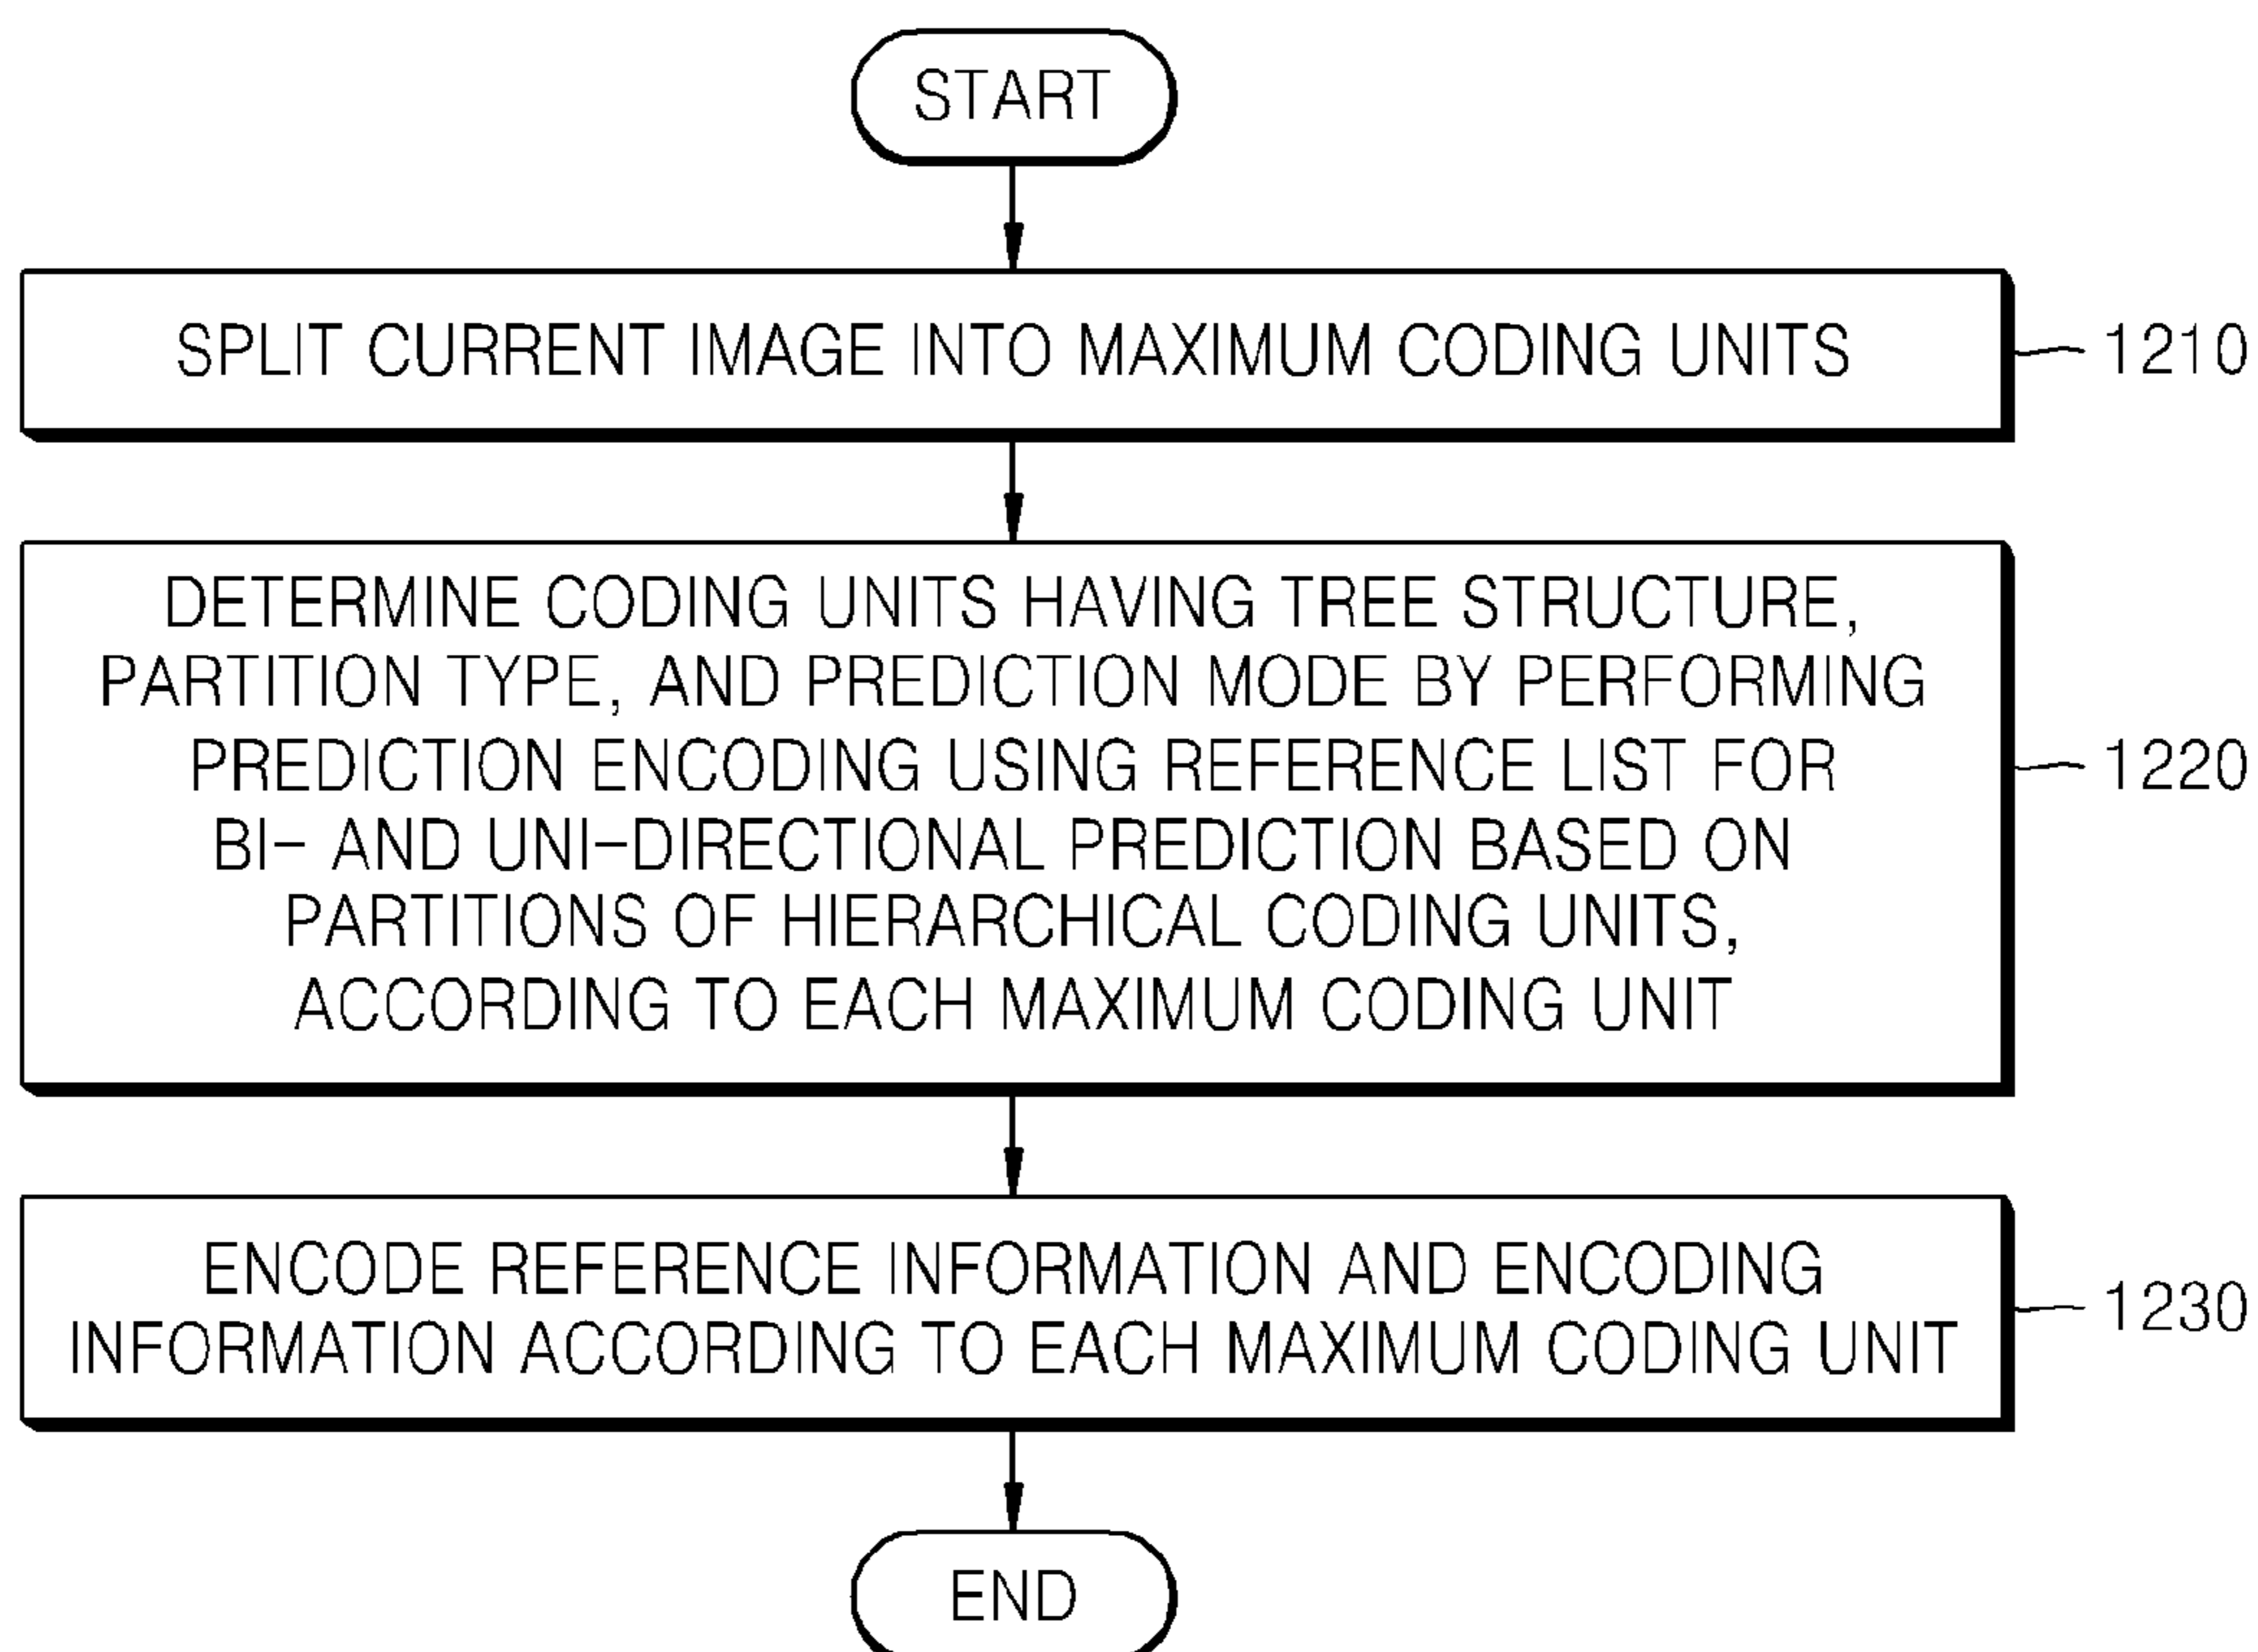 START
SPLIT CURRENT IMAGE INTO MAXIMUM CODING UNITS
1210
DETERMINE CODING UNITS HAVING TREE STRUCTURE,
PARTITION TYPE, AND PREDICTION MODE BY PERFORMING
PREDICTION ENCODING USING REFERENCE LIST FOR
BI- AND UNI-DIRECTIONAL PREDICTION BASED ON
PARTITIONS OF HIERARCHICAL CODING UNITS,
ACCORDING TO EACH MAXIMUM CODING UNIT
1220
ENCODE REFERENCE INFORMATION AND ENCODING
INFORMATION ACCORDING TO EACH MAXIMUM CODING UNIT
1230
END